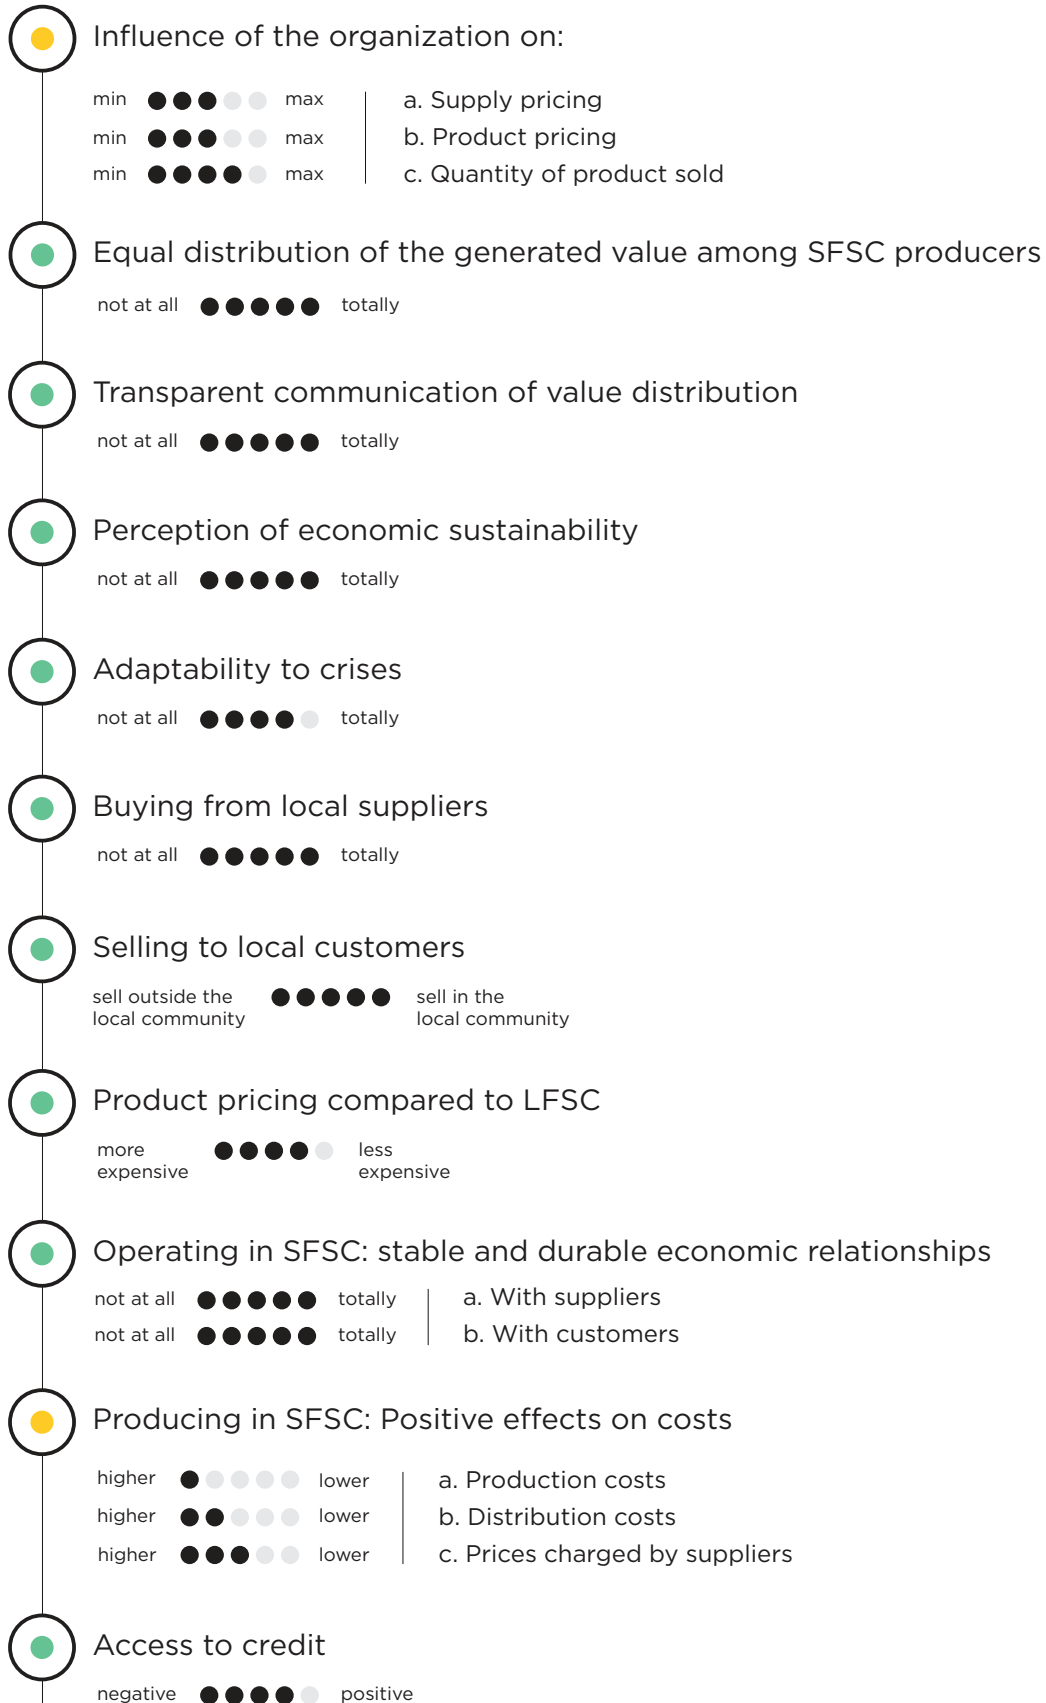 Influence of the organization on:
min max a. Supply pricing
min max b. Product pricing
min max c. Quantity of product sold
Equal distribution of the generated value among SFSC producers
not at all totally
Transparent communication of value distribution
not at all totally
Perception of economic sustainability
not at all totally
Adaptability to crises
not at all totally
Buying from local suppliers
not at all totally
Selling to local customers
sell outside the sell in the
local community local community
Product pricing compared to LFSC
more less
expensive expensive
Operating in SFSC: stable and durable economic relationships
not at all totally a. With suppliers
not at all totally b. With customers
Producing in SFSC: Positive effects on costs
higher lower a. Production costs
higher lower b. Distribution costs
higher lower c. Prices charged by suppliers
Access to credit
negative positive